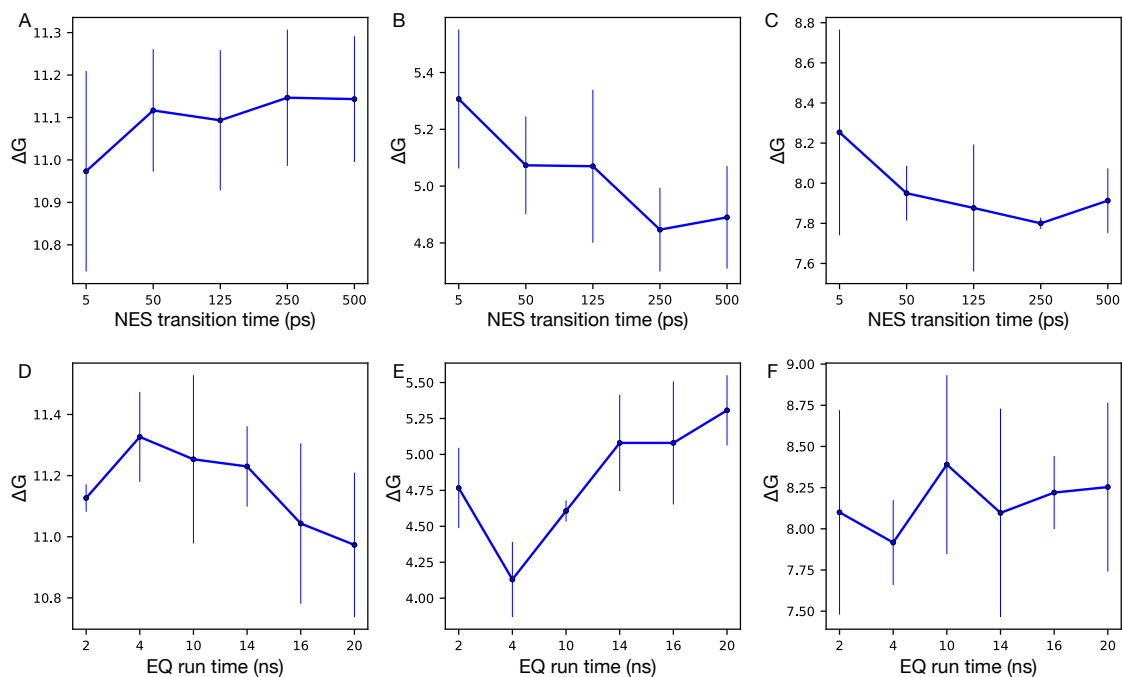 A
11.3
11.2
11.1
11.0
10.9
10.8
ΔG
5 50 125 250 500
NES transition time (ps)
B
5.4
5.2
5.0
4.8
ΔG
5 50 125 250 500
NES transition time (ps)
C
8.8
8.6
8.4
8.2
8.0
7.8
7.6
ΔG
5 50 125 250 500
NES transition time (ps)
D
11.4
11.2
11.0
10.8
ΔG
2 4 10 14 16 20
EQ run time (ns)
E
5.50
5.25
5.00
4.75
4.50
4.25
4.00
ΔG
2 4 10 14 16 20
EQ run time (ns)
F
9.00
8.75
8.50
8.25
8.00
7.75
7.50
ΔG
2 4 10 14 16 20
EQ run time (ns)